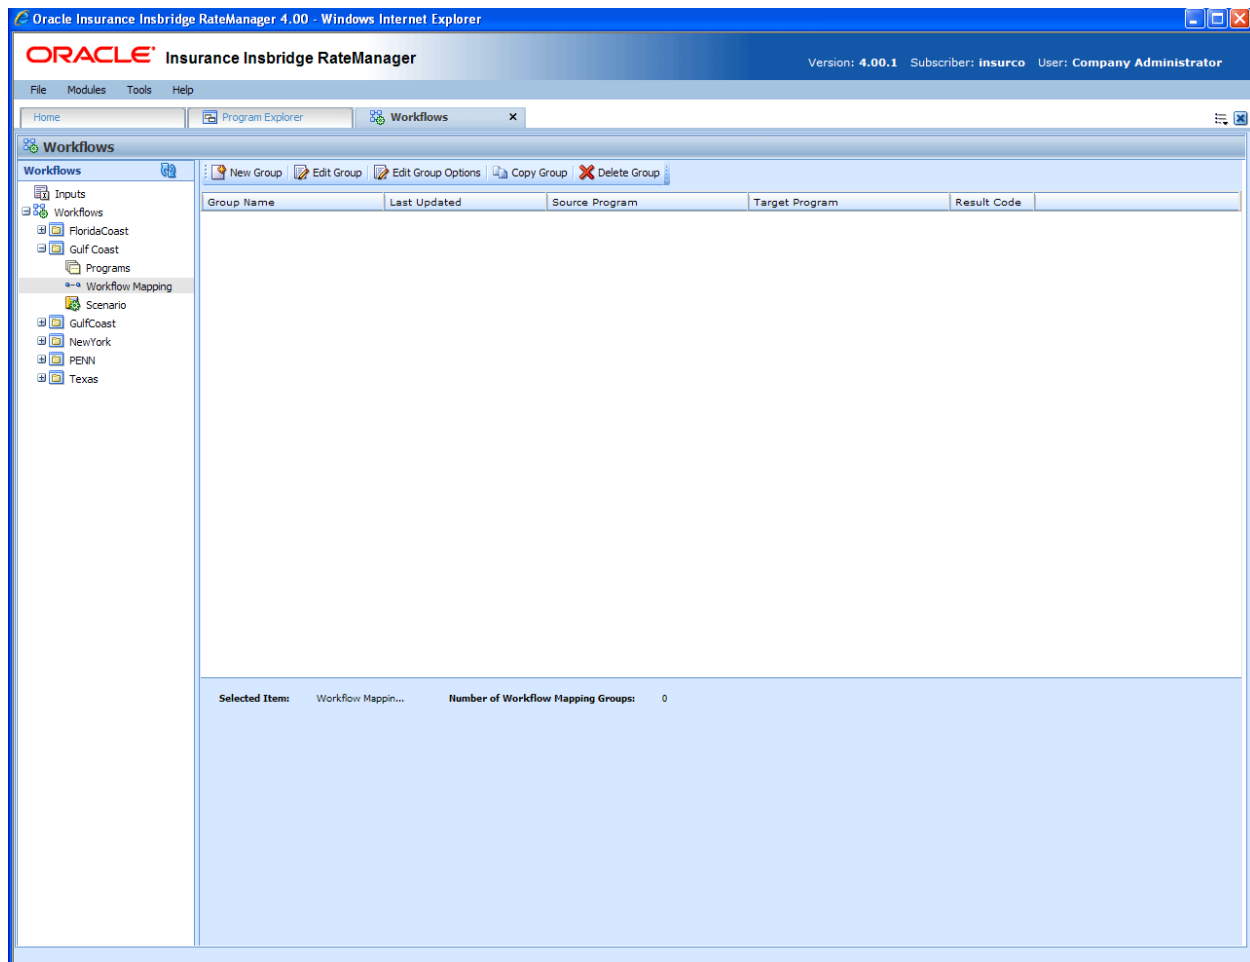 Oracle Insurance Insbridge RateManager 4.00 - Windows Internet Explorer
ORACLE Insurance Insbridge RateManager
Version: 4.00.1 Subscriber: insurco User: Company Administrator
File Modules Tools Help
Home Program Explorer Workflows
Workflows
Workflows
New Group Edit Group Edit Group Options Copy Group Delete Group
Inputs
Workflows
FloridaCoast
Gulf Coast
Programs
Workflow Mapping
Scenario
GulfCoast
NewYork
PENN
Texas
Group Name Last Updated Source Program Target Program Result Code
Selected Item: Workflow Mappin... Number of Workflow Mapping Groups: 0